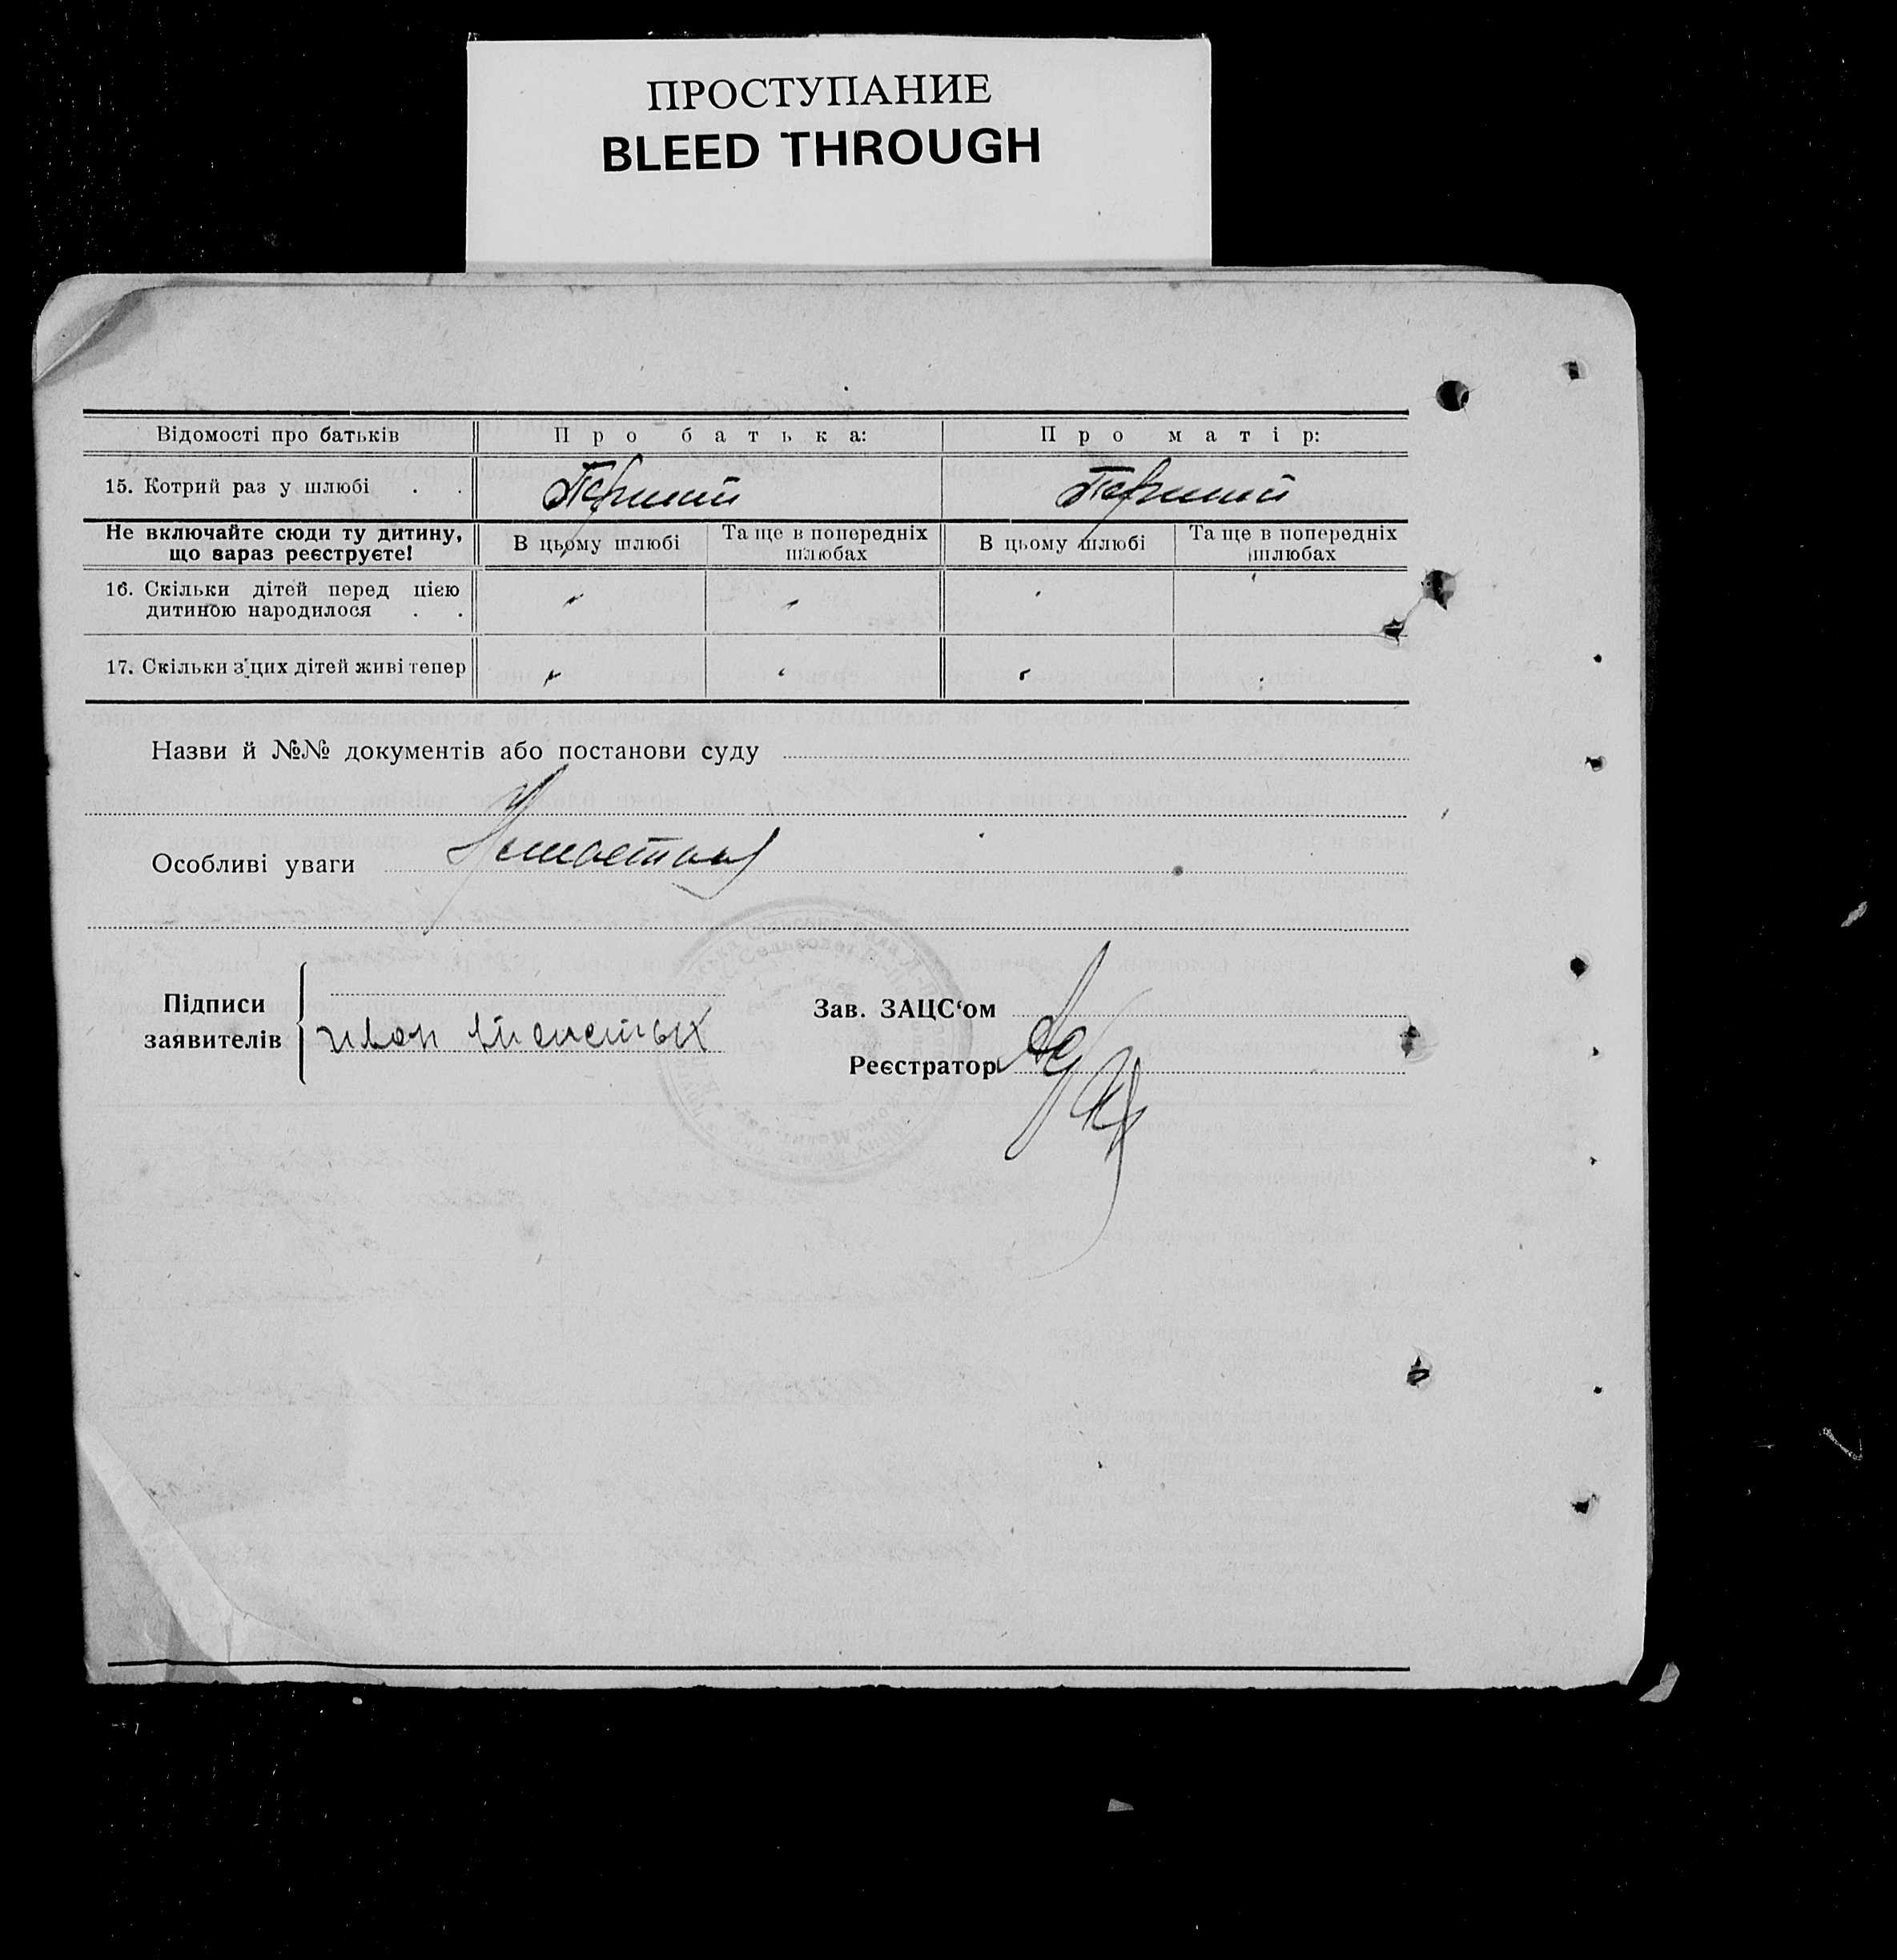 ПРОСТУПАНИЕ
BLEED THROUGH
Відомості про батьків Про батька: Про матір:
15. Котрий раз у шлюбі . . Перший Перший
Не включайте сюди ту дитину, що вараз реєструєте! В цьому шлюбі Та ще в попередніх шлюбах В цьому шлюбі Та ще в попередніх шлюбах
16. Скільки дітей перед цією
дитиною народилося . .
17. Скільки з цих дітей живі тепер
Назви й №№ документів або постанови суду
Особливі уваги
Підписи
заявителів
Зав. ЗАЦС‘ом
Реєстратор